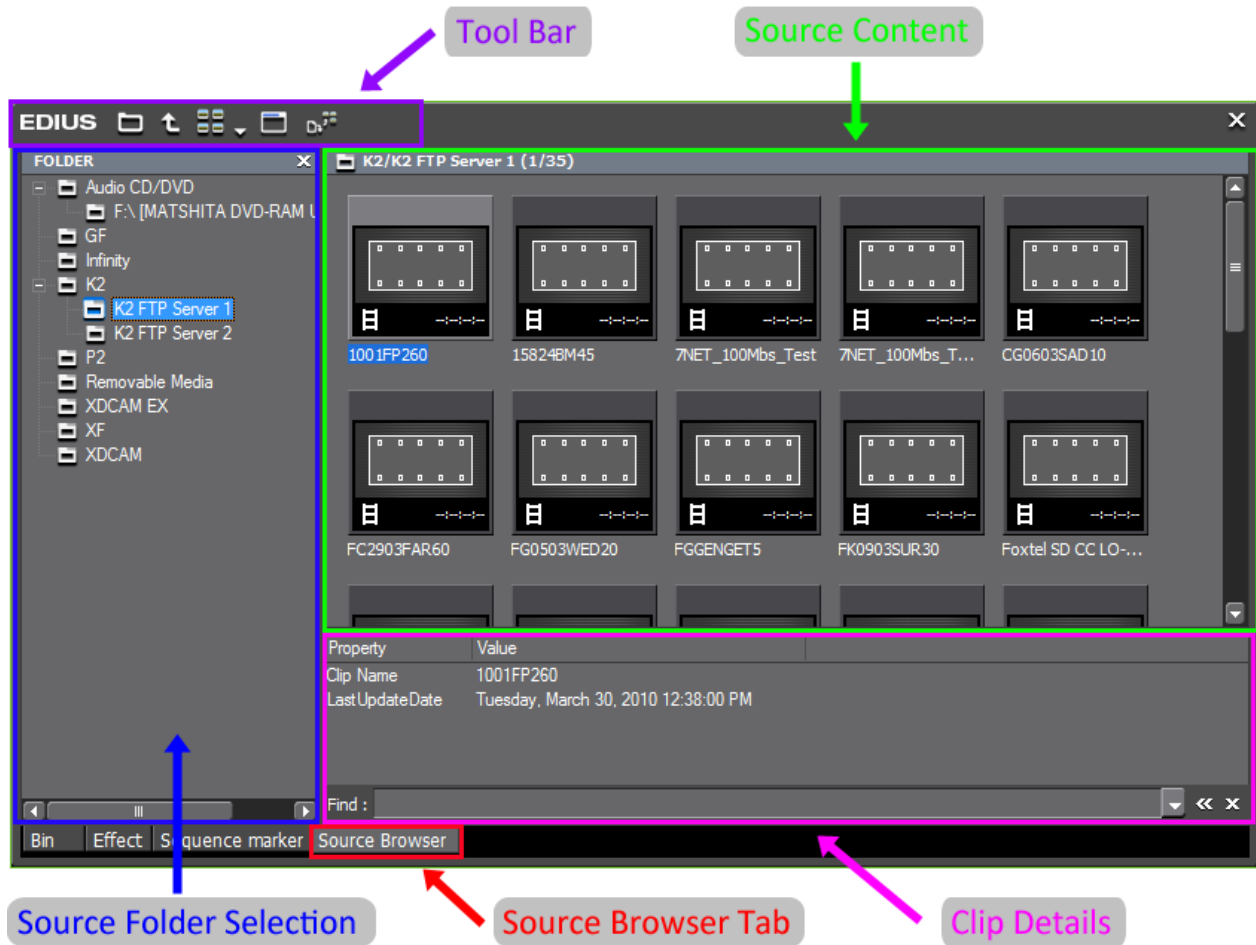 Tool Bar
Source Content
EDIUS
FOLDER
Audio CD/DVD
F:\ [MATSHITA DVD-RAM U
GF
Infinity
K2
K2 FTP Server 1
K2 FTP Server 2
P2
Removable Media
XDCAM EX
XF
XDCAM
K2/K2 FTP Server 1 (1/35)
--:--:--:--
--:--:--:--
--:--:--:--
--:--:--:--
--:--:--:--
1001FP260
15824BM45
7NET_100Mbs_Test
7NET_100Mbs_T...
CG0603SAD10
--:--:--:--
--:--:--:--
--:--:--:--
--:--:--:--
--:--:--:--
FC2903FAR60
FG0503WED20
FGGENGET5
FK0903SUR30
Foxtel SD CC LO-...
Property Value
Clip Name 1001FP260
LastUpdateDate Tuesday, March 30, 2010 12:38:00 PM
Find :
Bin Effect Sequence marker Source Browser
Source Folder Selection
Source Browser Tab
Clip Details